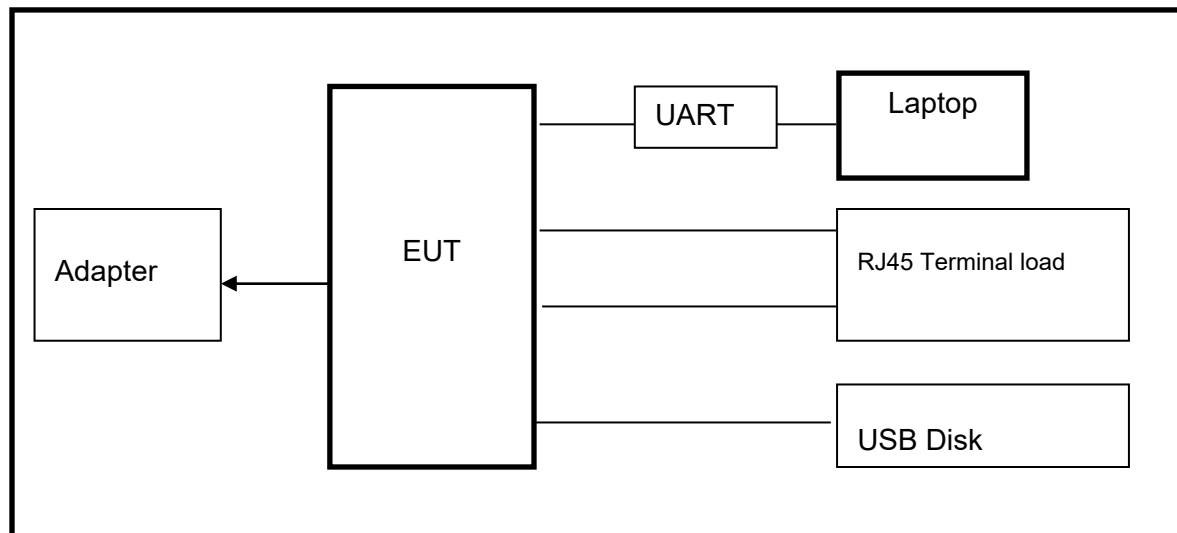 UART
Laptop
Adapter
EUT
RJ45 Terminal load
USB Disk